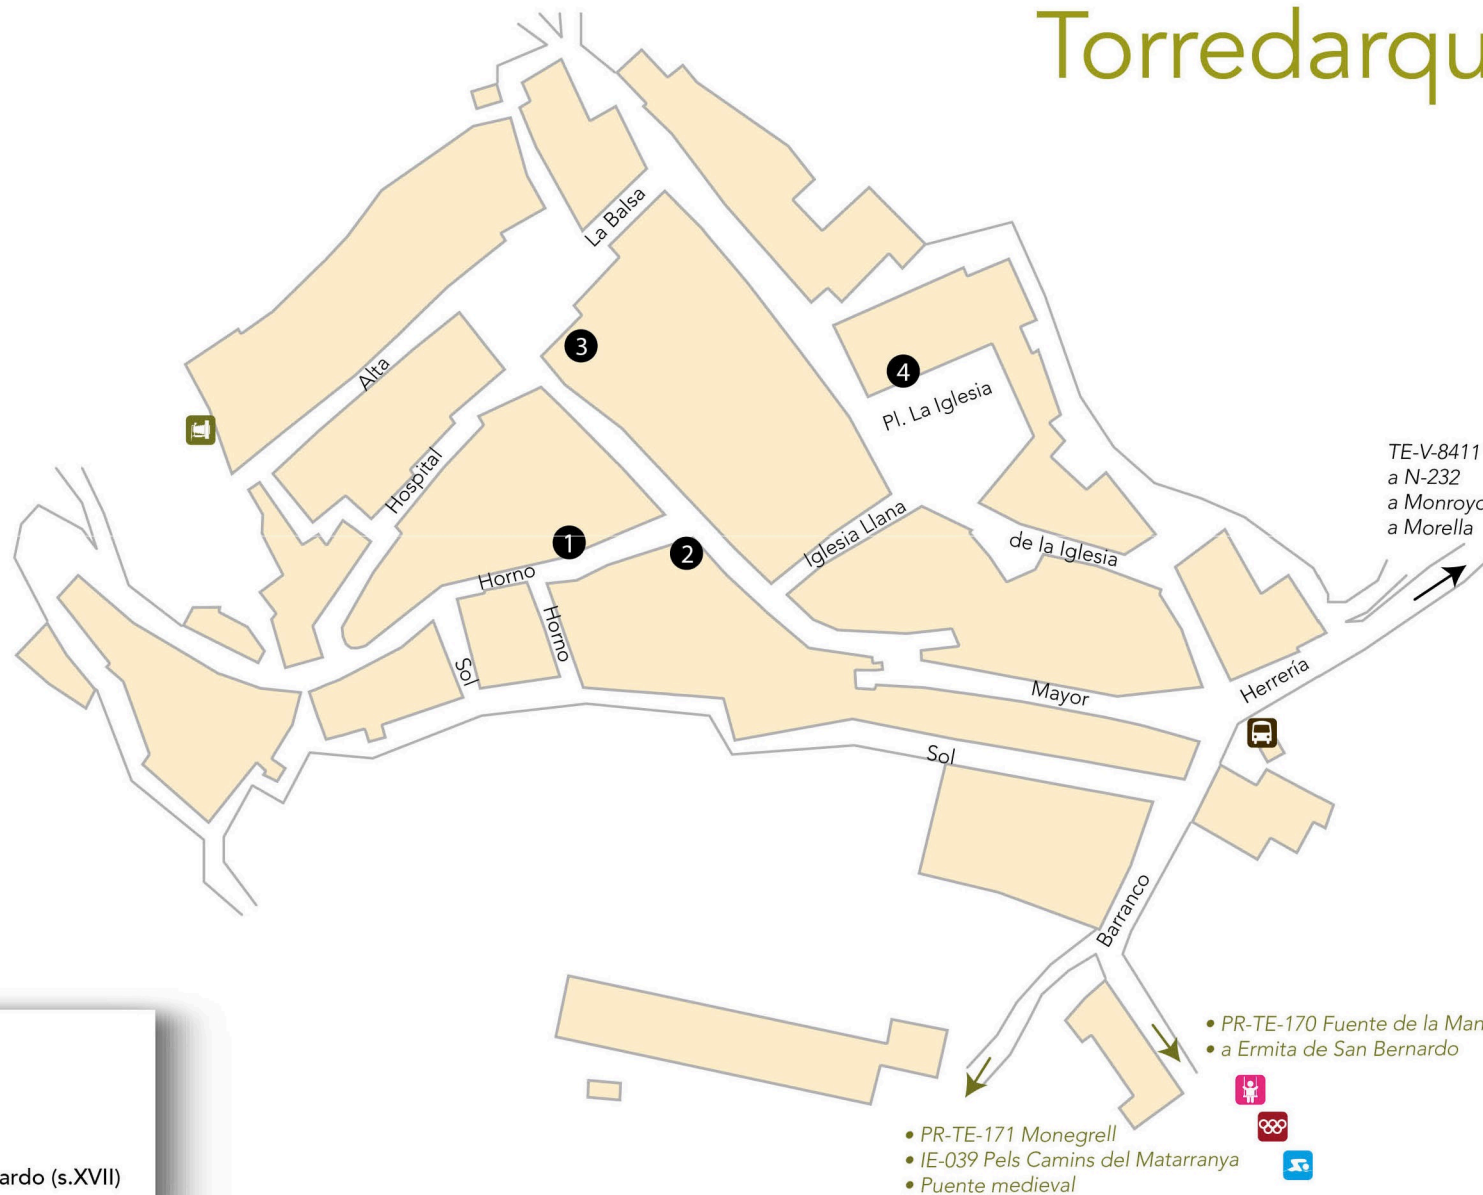 Torredarqu
La Balsa
Alta
3
4
Pl. La Iglesia
Hospital
TE-V-8411
a N-232
a Monroyo
a Morella
1
2
Iglesia Llana
de la Iglesia
Horno
Horno
Sol
Mayor
Herrería
Sol
Barranco
• PR-TE-170 Fuente de la Man
• a Ermita de San Bernardo
• PR-TE-171 Monegrell
• IE-039 Pels Camins del Matarranya
• Puente medieval
ardo (s.XVII)